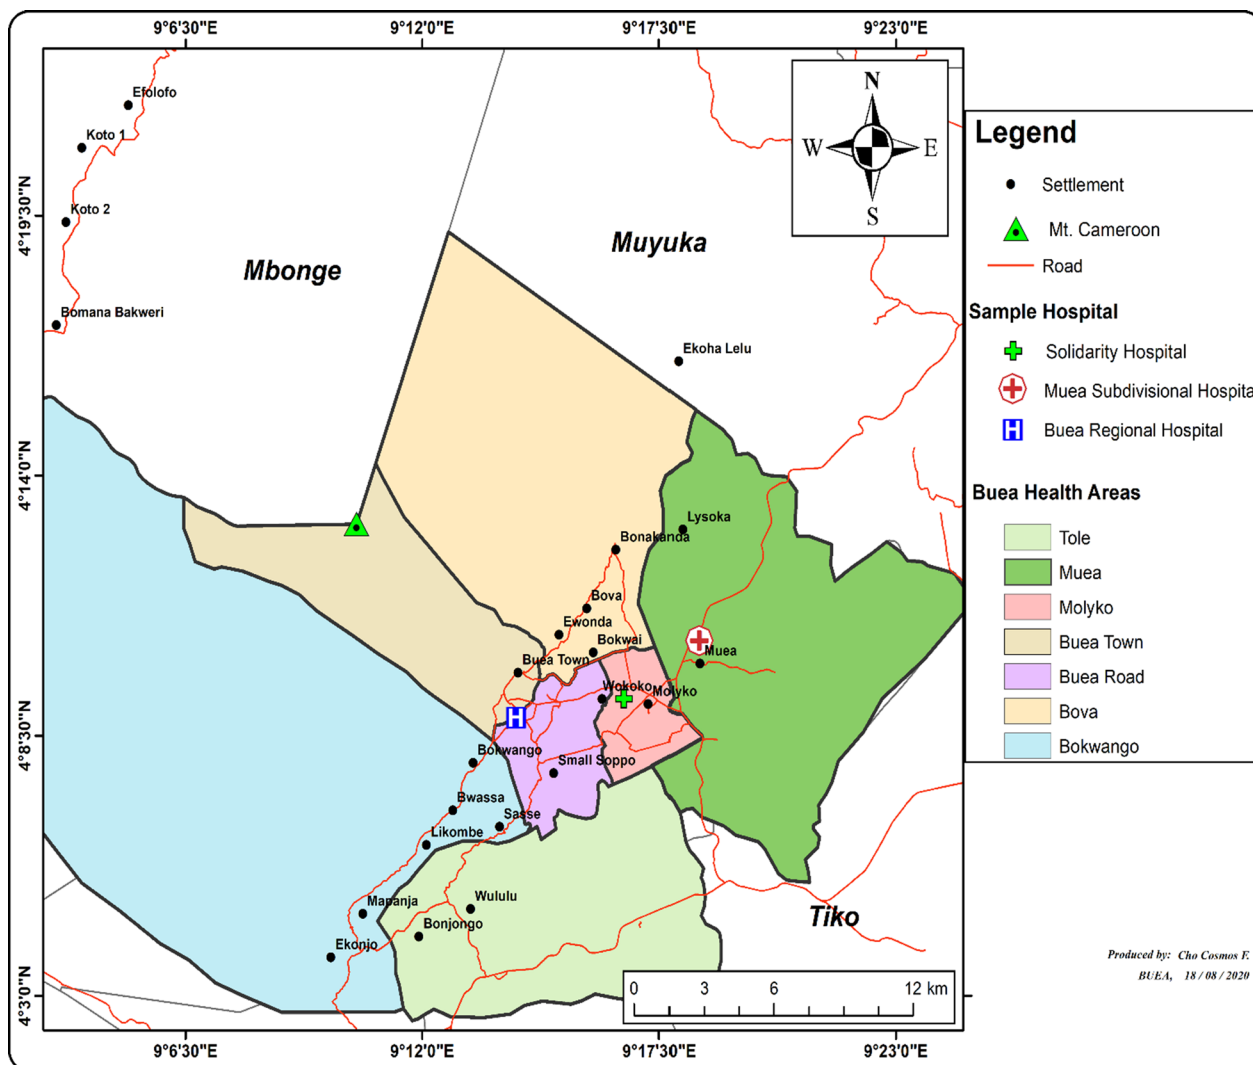 9°6'30"E
9°12'0"E
9°17'30"E
9°23'0"E
Efolofo
Koto 1
Koto 2
Bomana Bakweri
Mbonge
Muyuka
N
W
E
S
4°19'30"N
4°14'0"N
4°8'30"N
4°3'0"N
Ekoha Lelu
Lysoka
Bonakanda
Bova
Ewonda
Bokwai
Buea Town
Muea
Wokoko
Molyko
H
Bokwango
Small Soppo
Bwassa
Sasse
Likombe
Mapanja
Wululu
Bonjongo
Ekonjo
Tiko
0 3 6 12 km
9°6'30"E
9°12'0"E
9°17'30"E
9°23'0"E
Legend
Settlement
Mt. Cameroon
Road
Sample Hospital
Solidarity Hospital
Muea Subdivisional Hospita
H Buea Regional Hospital
Buea Health Areas
Tole
Muea
Molyko
Buea Town
Buea Road
Bova
Bokwango
Produced by: Cho Cosmos F.
BUEA, 18 / 08 / 2020